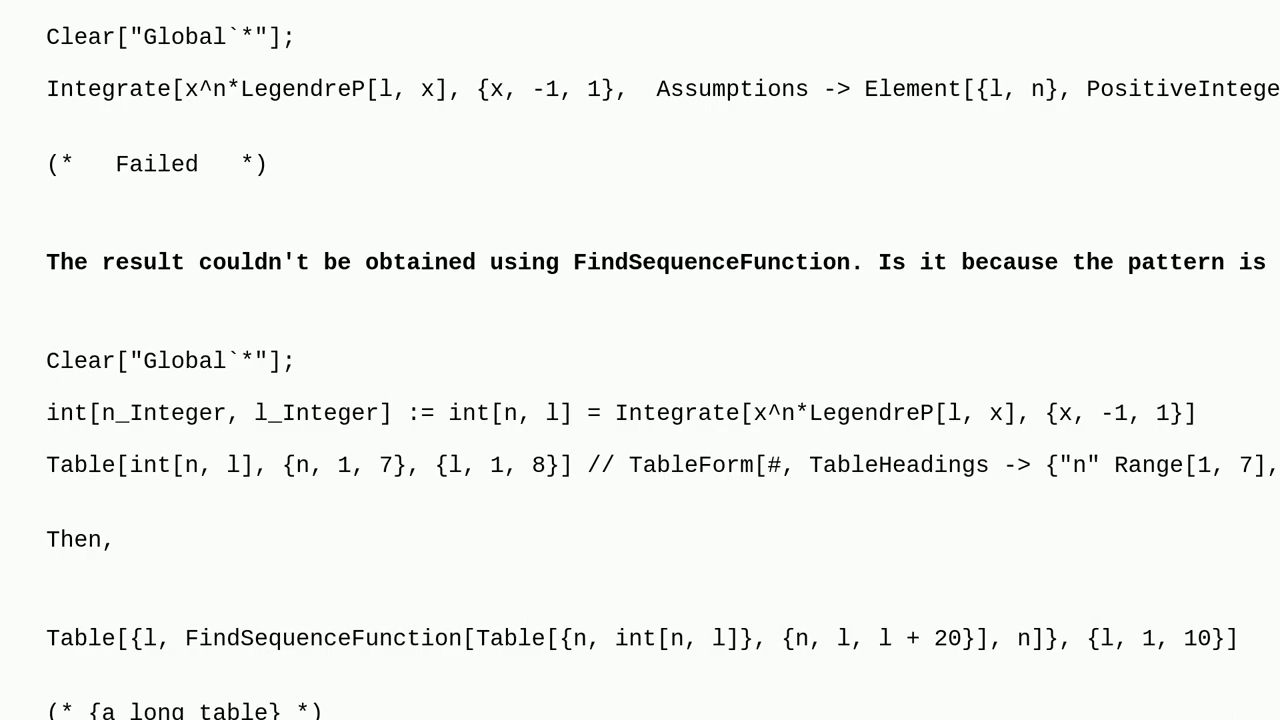 Clear["Global`*"];
Integrate[x^n*LegendreP[l, x], {x, -1, 1},  Assumptions -> Element[{l, n}, PositiveIntege
(*   Failed   *)
The result couldn't be obtained using FindSequenceFunction. Is it because the pattern is
Clear["Global`*"];
int[n_Integer, l_Integer] := int[n, l] = Integrate[x^n*LegendreP[l, x], {x, -1, 1}]
Table[int[n, l], {n, 1, 7}, {l, 1, 8}] // TableForm[#, TableHeadings -> {"n" Range[1, 7],
Then,
Table[{l, FindSequenceFunction[Table[{n, int[n, l]}, {n, l, l + 20}], n]}, {l, 1, 10}]
(* {a long table} *)